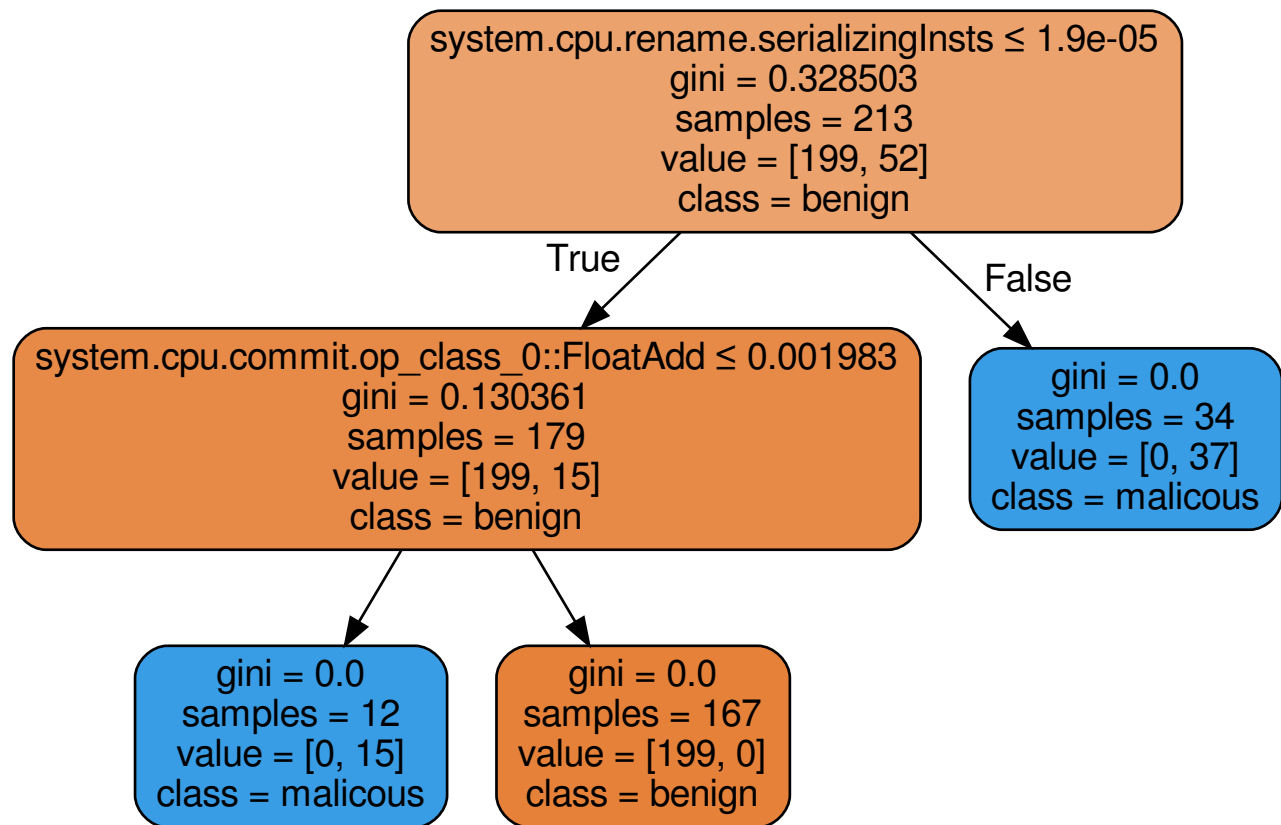 system.cpu.rename.serializingInsts ≤ 1.9e-05
gini = 0.328503
samples = 213
value = [199, 52]
class = benign
True
False
system.cpu.commit.op_class_0::FloatAdd ≤ 0.001983
gini = 0.130361
samples = 179
value = [199, 15]
class = benign
gini = 0.0
samples = 34
value = [0, 37]
class = malicous
gini = 0.0
samples = 12
value = [0, 15]
class = malicous
gini = 0.0
samples = 167
value = [199, 0]
class = benign